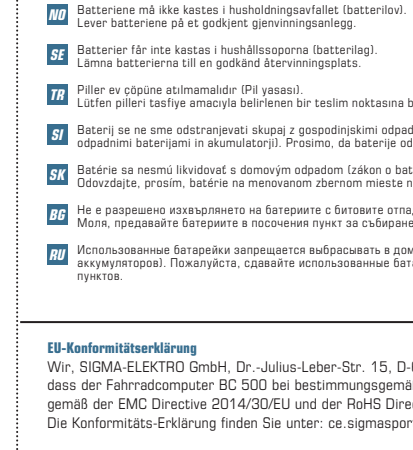 NO Batteriene må ikke kastes i husholdningsavfallet (batterilov).
Lever batteriene på et godkjent gjenvinningsanlegg.
SE Batterier får inte kastas i hushållssoporna (batterilag).
Lämna batterierna till en godkänd återvinningsplats.
TR Piller ev çöpüne atılmamalıdır (Pil yasası).
Lütfen pilleri tasfiye amacıyla belirlenen bir teslim noktasına b
SI Baterij se ne sme odstranjevati skupaj z gospodinjskimi odpad
odpadnimi baterijami in akumulatorji). Prosimo, da baterije od
SK Batérie sa nesmú likvidovať s domovým odpadom (zákon o bat
Odovzdajte, prosím, batérie na menovanom zbernom mieste n
BG Не е разрешено изхвърлянето на батериите с битовите отпа
Моля, предавайте батериите в посочения пункт за събиране
RU Использованные батарейки запрещается выбрасывать в дом
аккумуляторов). Пожалуйста, сдавайте использованные бат
пунктов.
EU-Konformitätserklärung
Wir, SIGMA-ELEKTRO GmbH, Dr.-Julius-Leber-Str. 15, D-
dass der Fahrradcomputer BC 500 bei bestimmungsgemä
gemäß der EMC Directive 2014/30/EU und der RoHS Dire
Die Konformitäts-Erklärung finden Sie unter: ce.sigmaspor